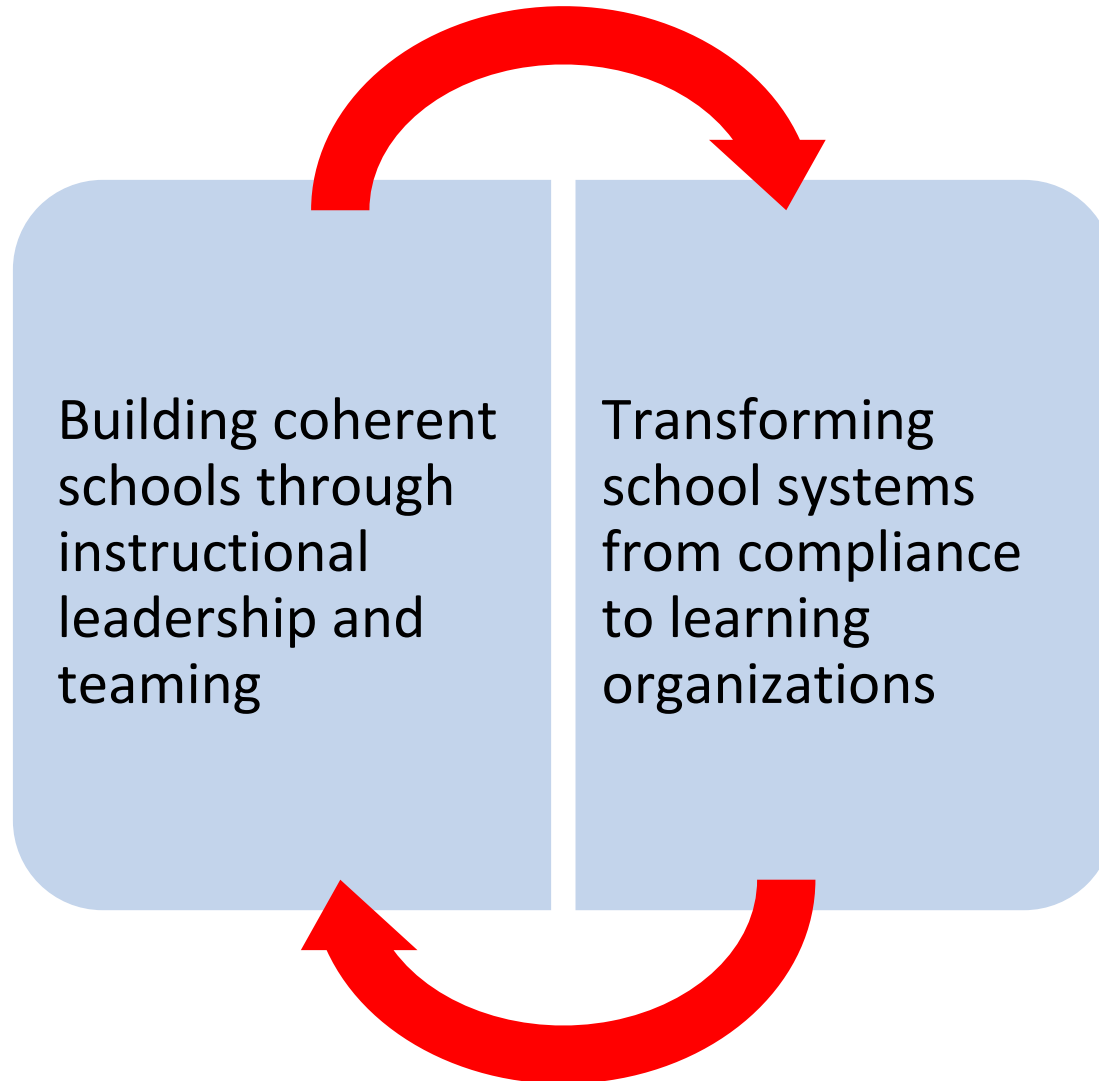 Building coherent
schools through
instructional
leadership and
teaming
Transforming
school systems
from compliance
to learning
organizations